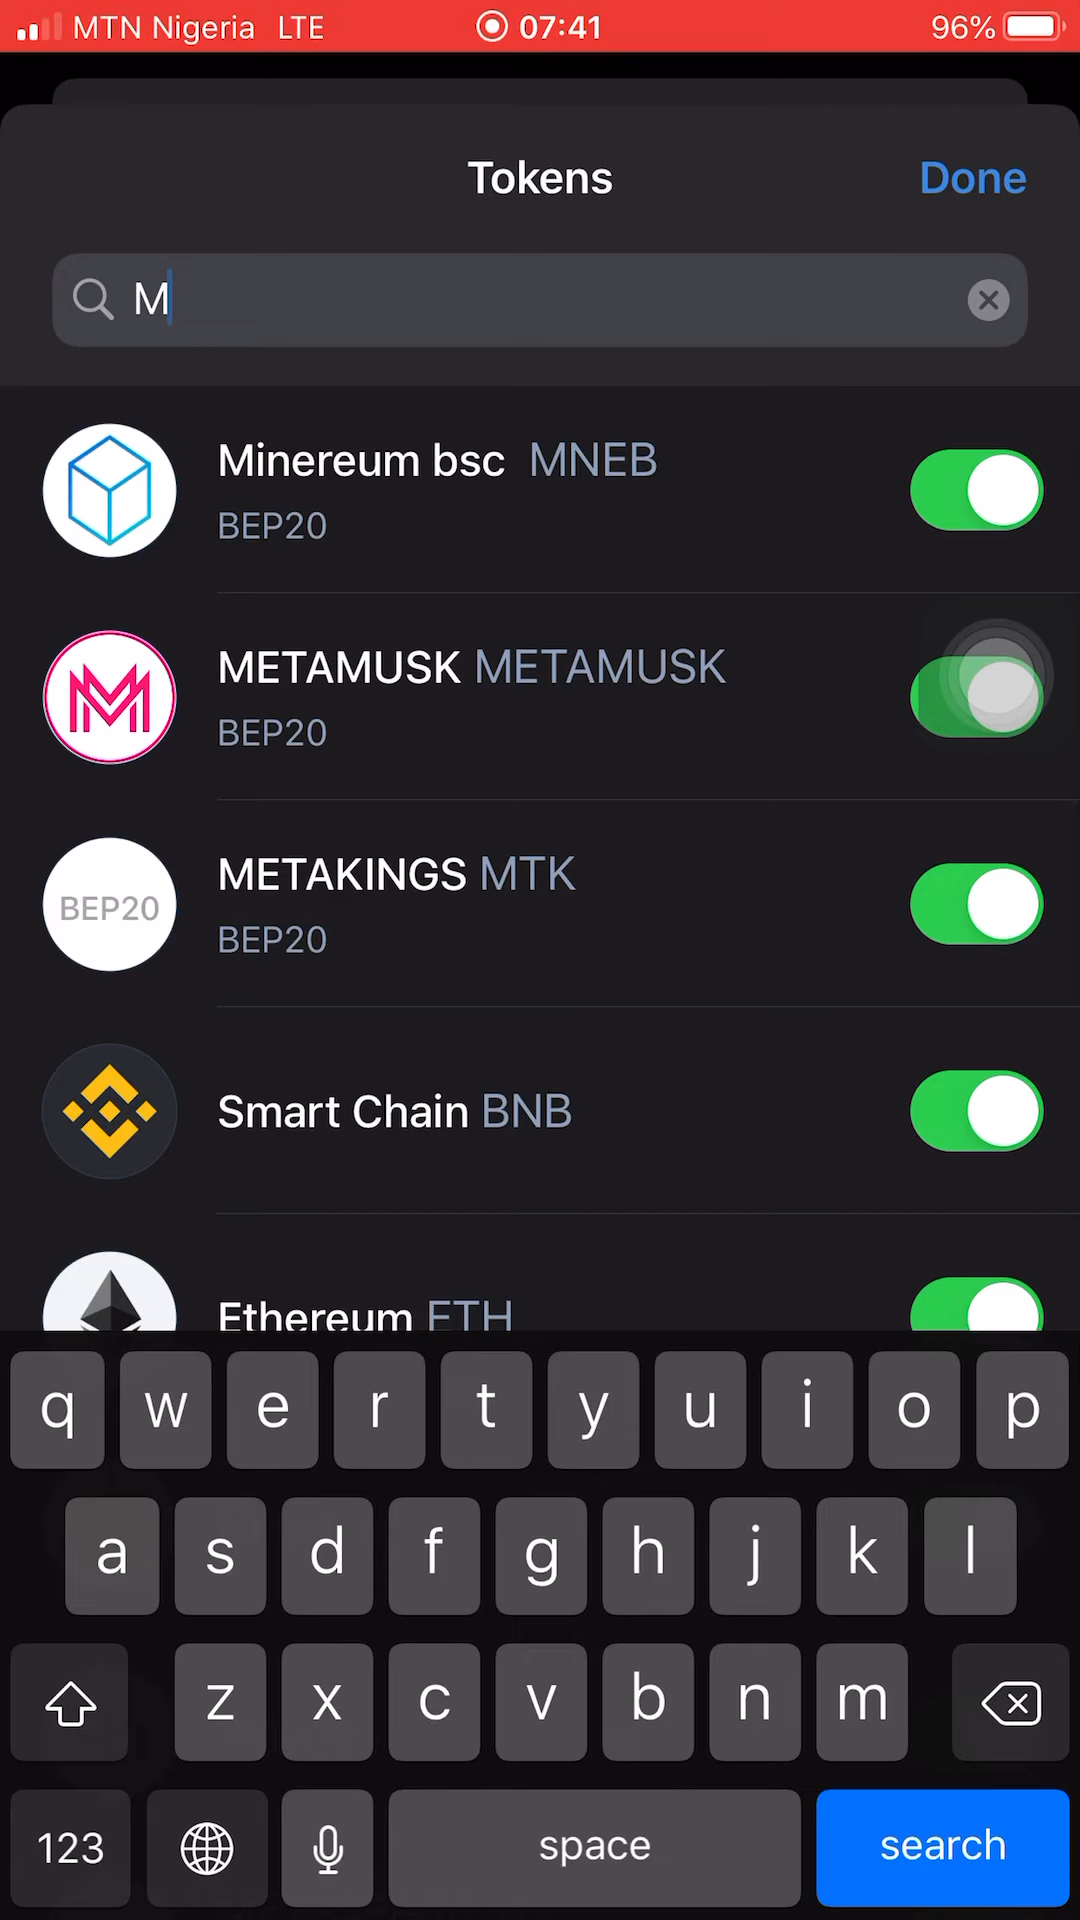 MTN Nigeria LTE 07:41 96%
Tokens Done
M
Minereum bsc MNEB
BEP20
METAMUSK METAMUSK
BEP20
BEP20
METAKINGS MTK
BEP20
Smart Chain BNB
Ethereum ETH
q w e r t y u i o p
a s d f g h j k l
z x c v b n m
123 space search